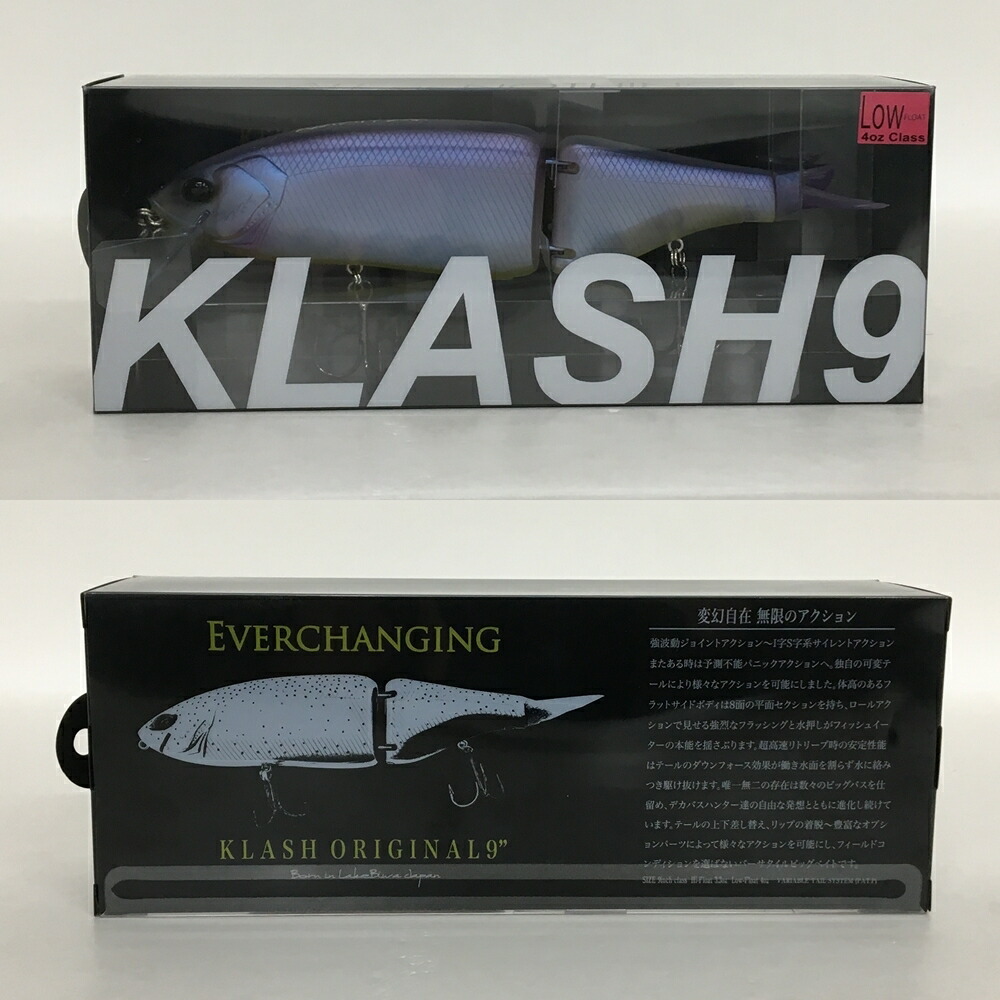 LOW FLOAT
4oz Class
KLASH9
EVERCHANGING
KLASH ORIGINAL 9”
Born in Lake Biwa Japan
変幻自在 無限のアクション
強波動ジョイントアクション〜I字S字系サイレントアクション
またある時は予測不能パニックアクションへ。独自の可変テ
ールにより様々なアクションを可能にしました。体高のあるフ
ラットサイドボディは8面の平面セクションを持ち、ロールアク
ションで見せる強烈なフラッシングと水押しがフィッシュイー
ターの本能を揺さぶります。超高速リトリーブ時の安定性能
はテールのダウンフォース効果が働き水面を割らず水に絡み
つき駆け抜けます。唯一無二の存在は数々のビッグバスを仕
留め、デカバスハンター達の自由な発想とともに進化し続けて
います。テールの上下差し替え、リップの着脱〜豊富なオプシ
ョンパーツによって様々なアクションを可能にし、フィールドコ
ンディションを選ばないバーサタイルビッグベイトです。
SIZE 9inch class Hi-Float Low-Float 4oz VARIABLE TAIL SYSTEM